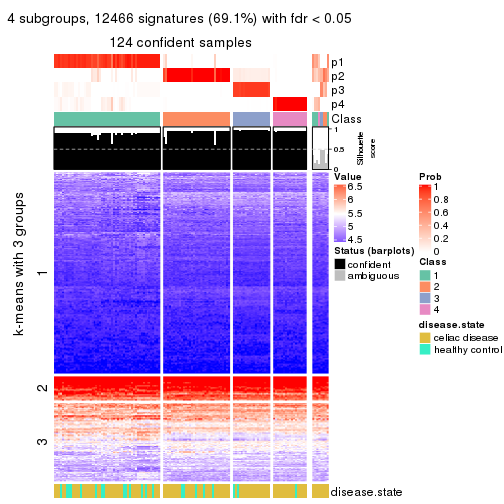 4 subgroups, 12466 signatures (69.1%) with fdr < 0.05
124 confident samples
p1
p2
p3
p4
Class
1
0.5
0
Silhouette
score
k-means with 3 groups
1
2
3
disease.state
Value
6.5
6
5.5
5
4.5
Status (barplots)
confident
ambiguous
Prob
1
0.8
0.6
0.4
0.2
0
Class
1
2
3
4
disease.state
celiac disease
healthy control